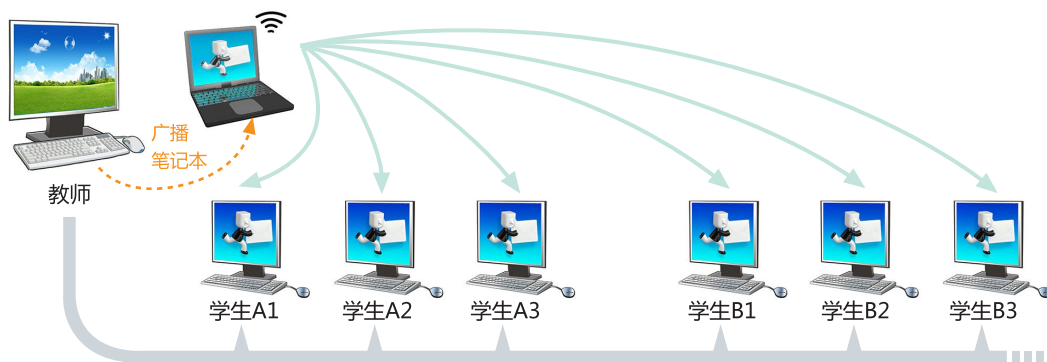 广播
笔记本
教师
学生A1
学生A2
学生A3
学生B1
学生B2
学生B3